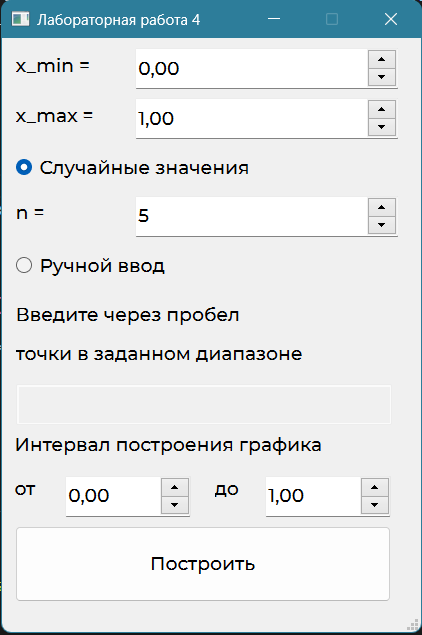 Лабораторная работа 4
x_min = 0,00
x_max = 1,00
Случайные значения
n = 5
Ручной ввод
Введите через пробел
точки в заданном диапазоне
Интервал построения графика
от 0,00 до 1,00
Построить